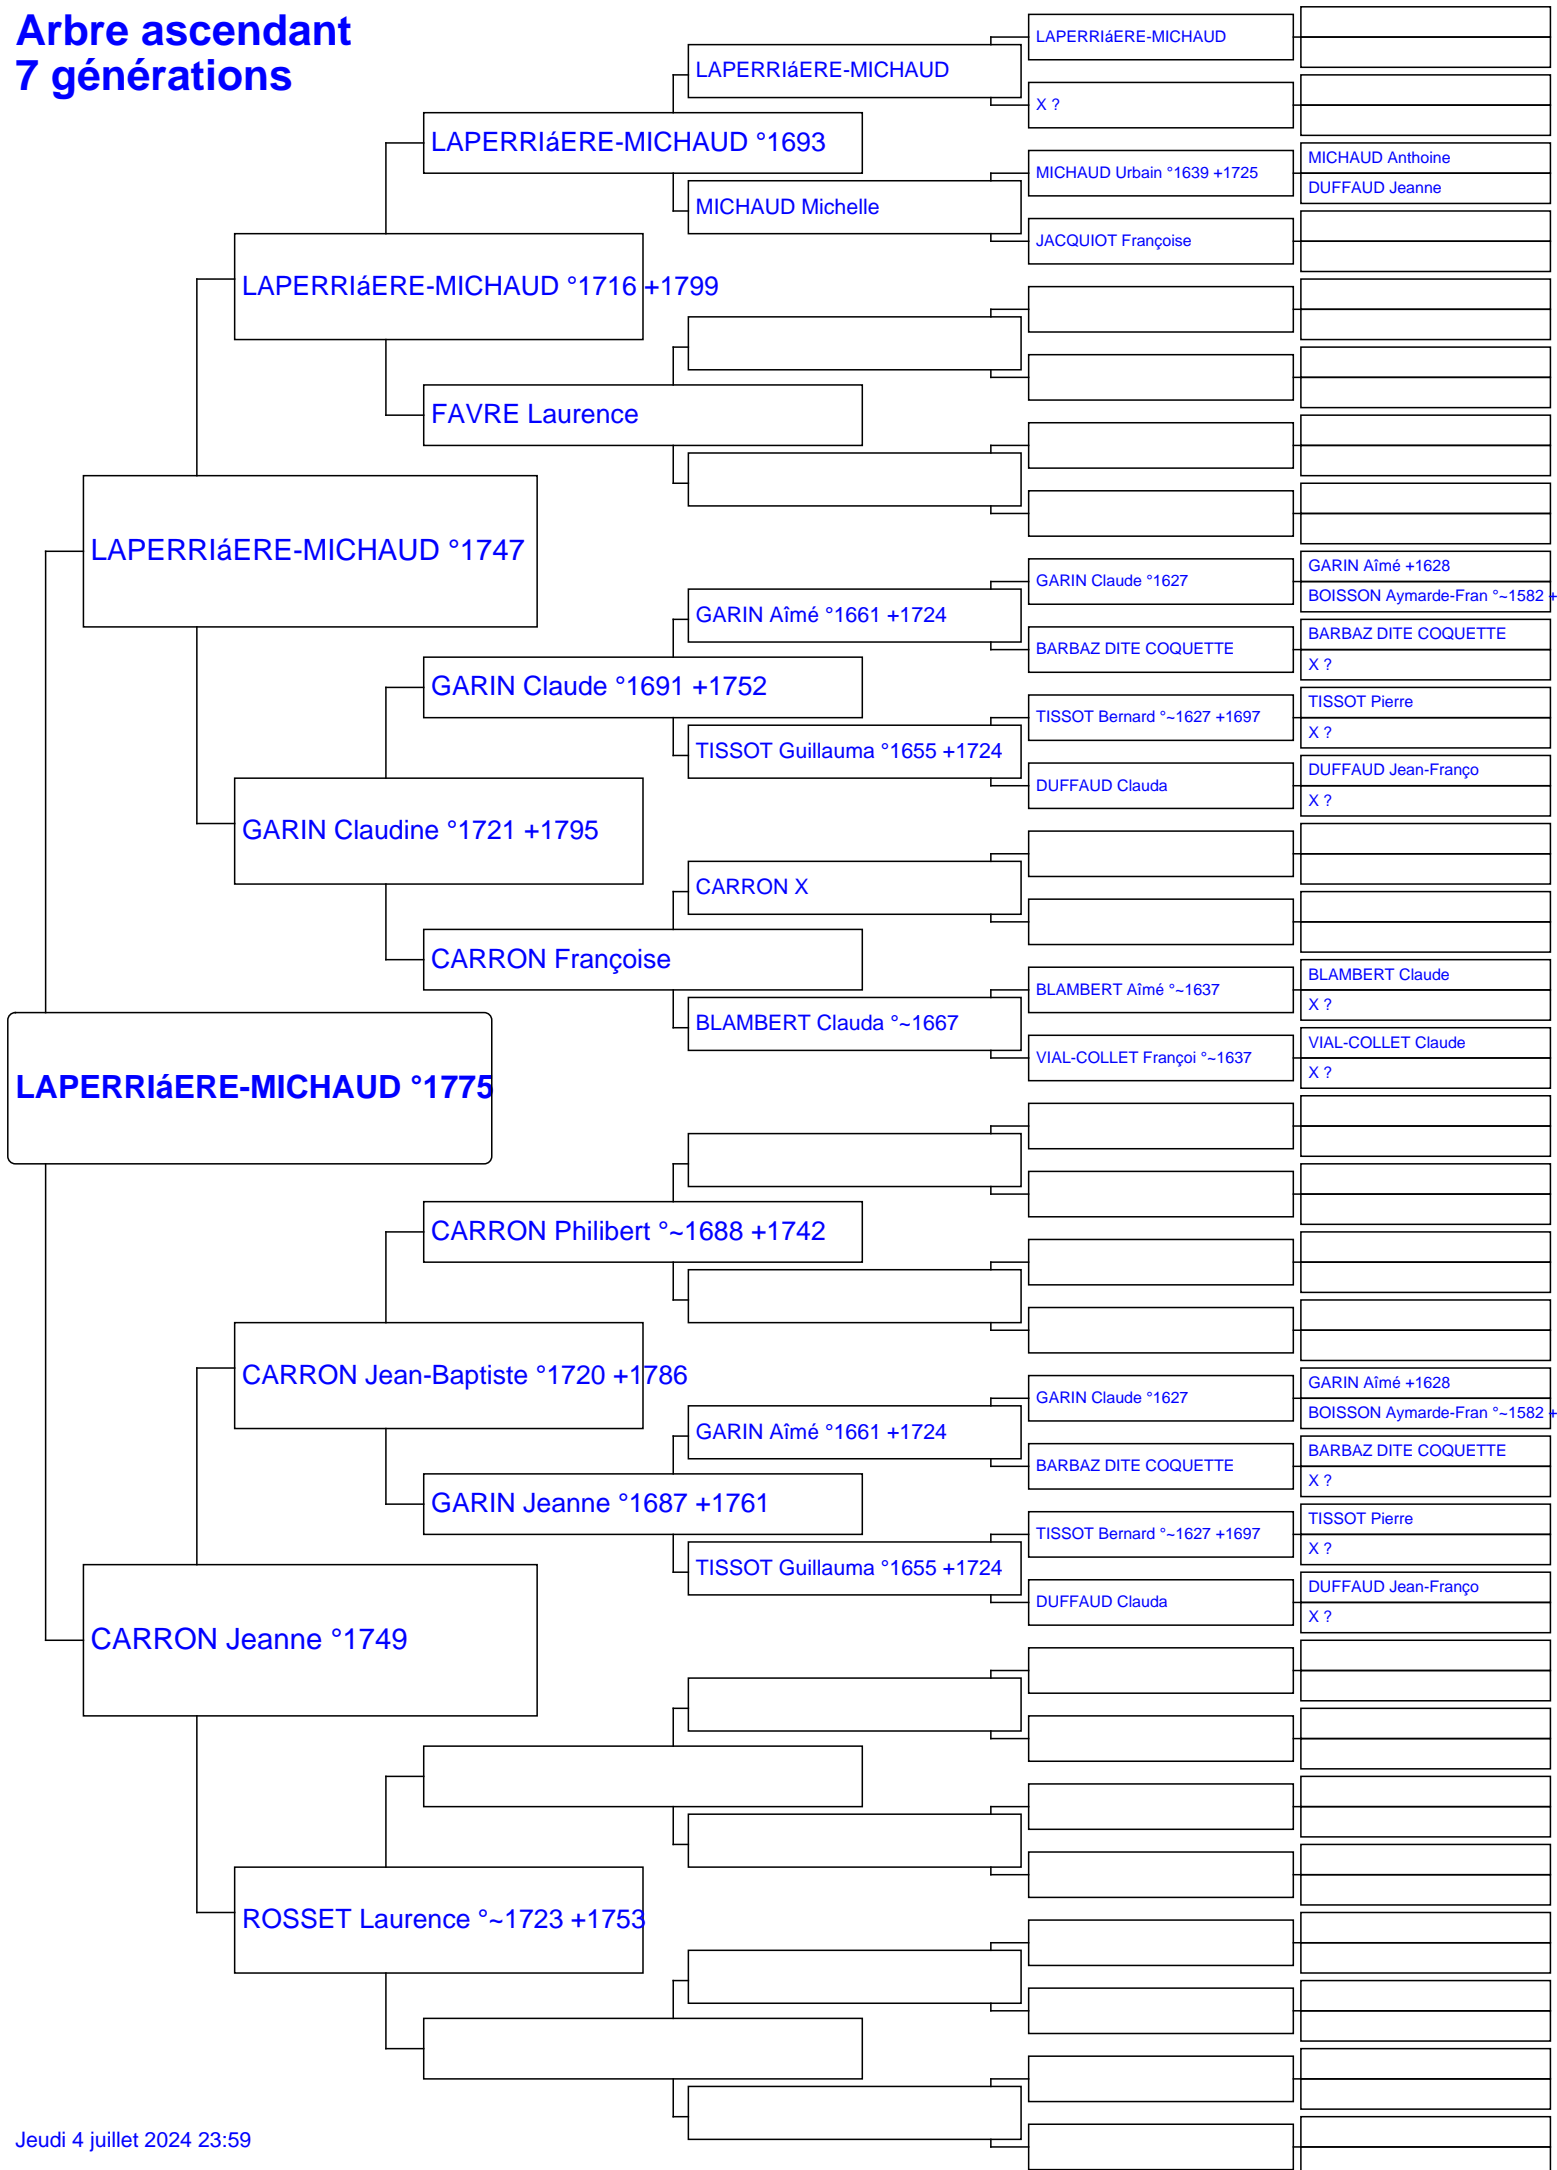 Arbre ascendant
7 générations
LAPERRIáERE-MICHAUD
LAPERRIáERE-MICHAUD
X ?
LAPERRIáERE-MICHAUD °1693
MICHAUD Anthoine
MICHAUD Urbain °1639 +1725
DUFFAUD Jeanne
MICHAUD Michelle
JACQUIOT Françoise
LAPERRIáERE-MICHAUD °1716 +1799
FAVRE Laurence
LAPERRIáERE-MICHAUD °1747
GARIN Aîmé +1628
GARIN Claude °1627
BOISSON Aymarde-Fran °~1582 +
GARIN Aîmé °1661 +1724
BARBAZ DITE COQUETTE
BARBAZ DITE COQUETTE
X ?
GARIN Claude °1691 +1752
TISSOT Pierre
TISSOT Bernard °~1627 +1697
X ?
TISSOT Guillauma °1655 +1724
DUFFAUD Jean-Franço
DUFFAUD Clauda
X ?
GARIN Claudine °1721 +1795
CARRON X
CARRON Françoise
BLAMBERT Claude
BLAMBERT Aîmé °~1637
X ?
BLAMBERT Clauda °~1667
VIAL-COLLET Claude
VIAL-COLLET Françoi °~1637
X ?
LAPERRIáERE-MICHAUD °1775
CARRON Philibert °~1688 +1742
CARRON Jean-Baptiste °1720 +1786
GARIN Aîmé +1628
GARIN Claude °1627
BOISSON Aymarde-Fran °~1582 +
GARIN Aîmé °1661 +1724
BARBAZ DITE COQUETTE
BARBAZ DITE COQUETTE
X ?
GARIN Jeanne °1687 +1761
TISSOT Pierre
TISSOT Bernard °~1627 +1697
X ?
TISSOT Guillauma °1655 +1724
DUFFAUD Jean-Franço
DUFFAUD Clauda
X ?
CARRON Jeanne °1749
ROSSET Laurence °~1723 +1753
Jeudi 4 juillet 2024 23:59